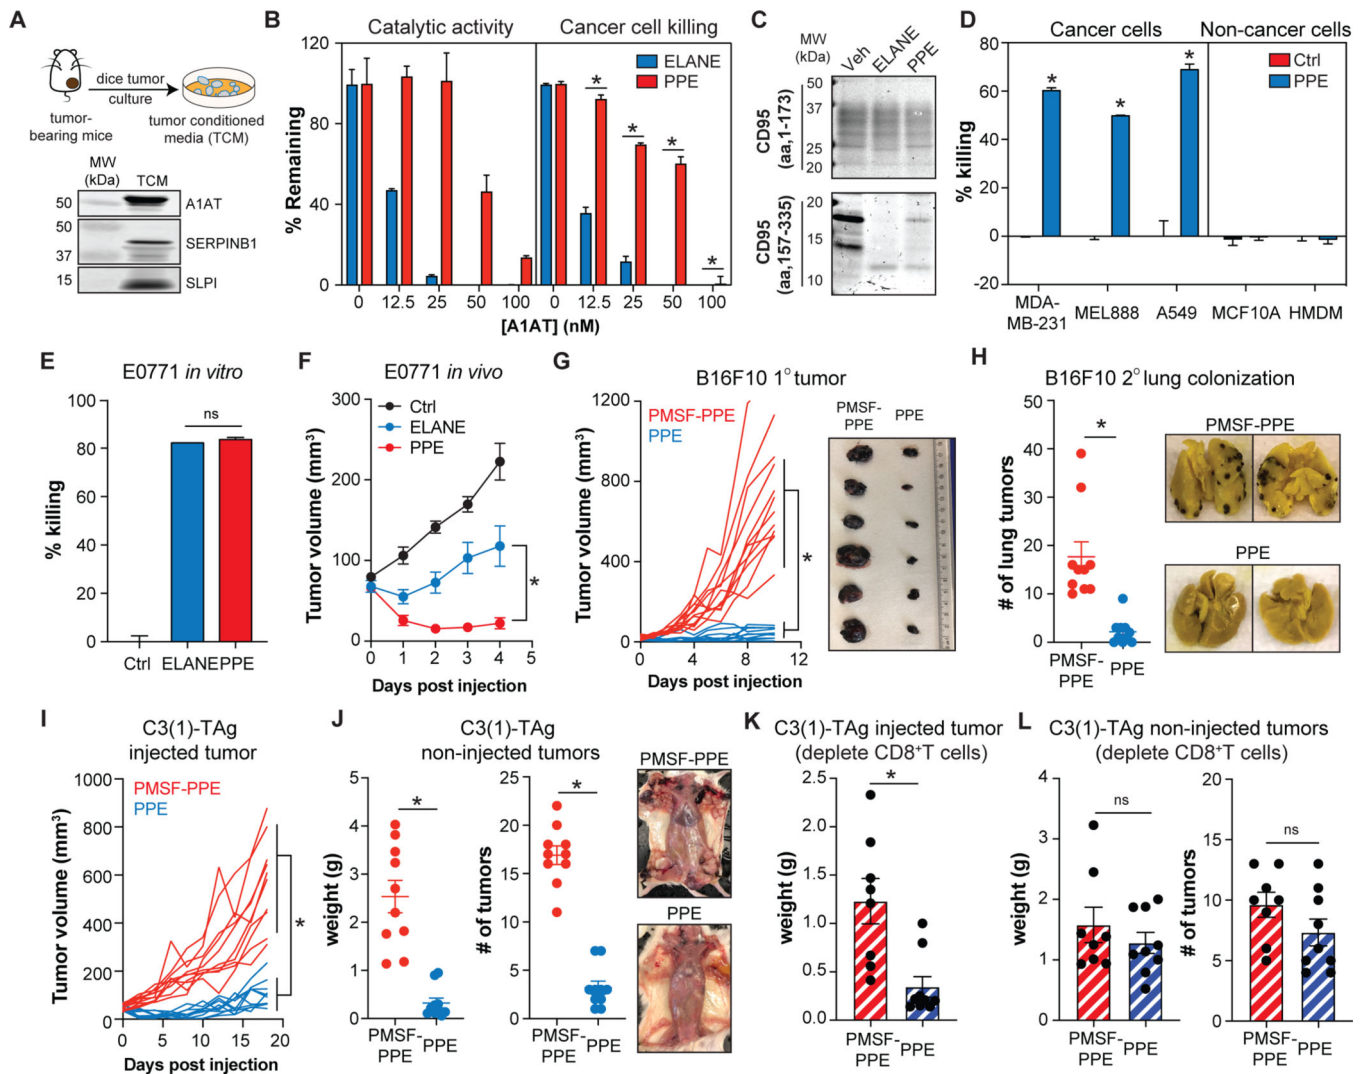 A
dice tumor
culture
tumor-
bearing mice
tumor conditioned
media (TCM)
MW
(kDa)
TCM
50
A1AT
50
37
SERPINB1
15
SLPI
B
Catalytic activity
Cancer cell killing
ELANE
PPE
% Remaining
120
80
40
0
0 12.5 25 50 100 0 12.5 25 50 100
[A1AT] (nM)
* * * *
C
MW
(kDa)
Veh
ELANE
PPE
CD95
(aa,1-173)
50
37
25
20
CD95
(aa,157-335)
20
15
10
D
Cancer cells
Non-cancer cells
Ctrl
PPE
% killing
80
60
40
20
0
-20
* * *
MDA-
MB-231
MEL888
A549
MCF10A
HMDM
E
E0771 in vitro
ns
% killing
100
80
60
40
20
0
Ctrl
ELANE
PPE
F
E0771 in vivo
Ctrl
ELANE
PPE
Tumor volume (mm³)
300
200
100
0
*
0 1 2 3 4 5
Days post injection
G
B16F10 1° tumor
PMSF-PPE
PPE
Tumor volume (mm³)
1200
800
400
0
*
0 4 8 12
Days post injection
PMSF-
PPE
PPE
H
B16F10 2° lung colonization
# of lung tumors
50
40
30
20
10
0
*
PMSF-
PPE
PPE
PMSF-PPE
PPE
I
C3(1)-TAg
injected tumor
PMSF-PPE
PPE
Tumor volume (mm³)
1000
800
600
400
200
0
*
0 5 10 15 20
Days post injection
J
C3(1)-TAg
non-injected tumors
weight (g)
5
4
3
2
1
0
*
PMSF-
PPE
PPE
# of tumors
25
20
15
10
5
0
*
PMSF-
PPE
PPE
PMSF-PPE
PPE
K
C3(1)-TAg injected tumor
(deplete CD8⁺T cells)
weight (g)
2.5
2.0
1.5
1.0
0.5
0.0
*
PMSF-
PPE
PPE
L
C3(1)-TAg non-injected tumors
(deplete CD8⁺T cells)
weight (g)
4
3
2
1
0
ns
PMSF-
PPE
PPE
# of tumors
20
15
10
5
0
ns
PMSF-
PPE
PPE